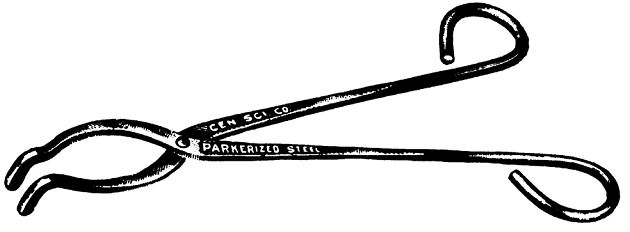 CEN SCI. CO.
PARKERIZED STEEL